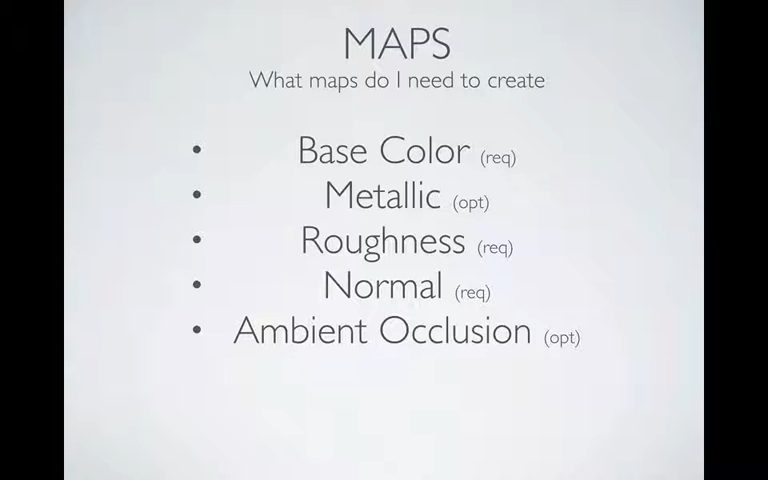 MAPS
What maps do I need to create
• Base Color (req)
• Metallic (opt)
• Roughness (req)
• Normal (req)
• Ambient Occlusion (opt)